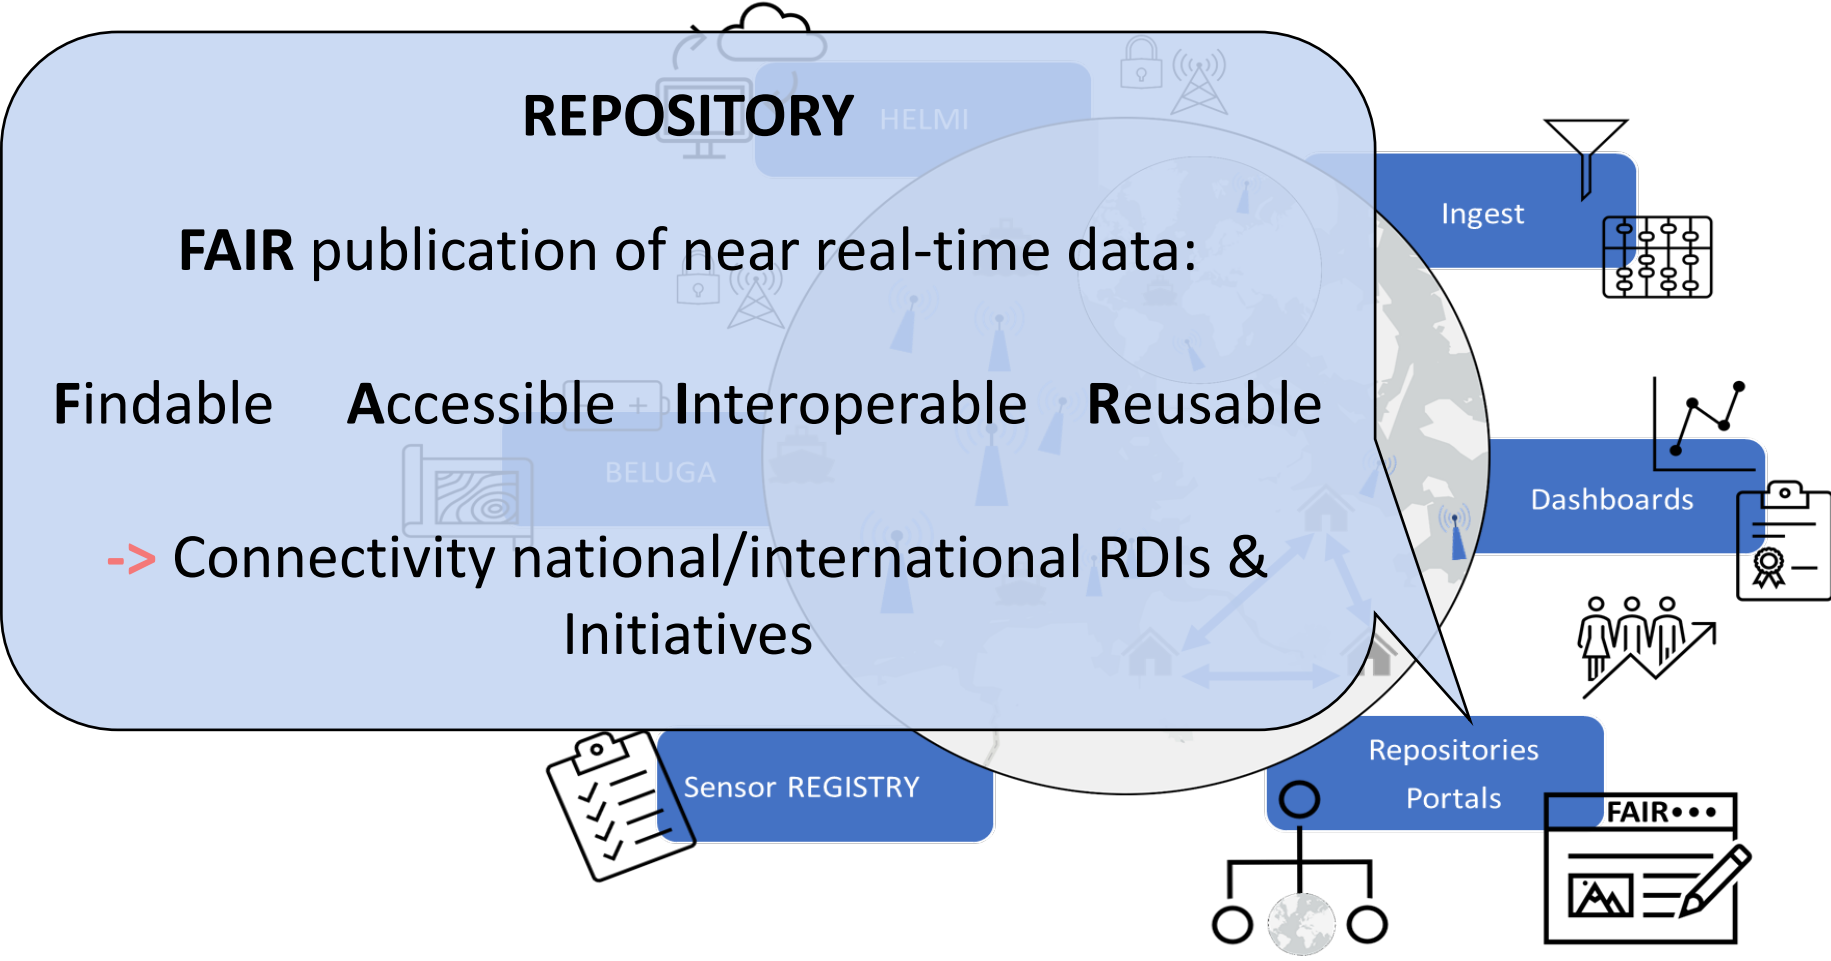 REPOSITORY
HELMI
FAIR publication of near real-time data:
Ingest
Findable Accessible Interoperable Reusable
BELUGA
Dashboards
-> Connectivity national/international RDIs &
Initiatives
Sensor REGISTRY
Repositories
Portals
FAIR•••